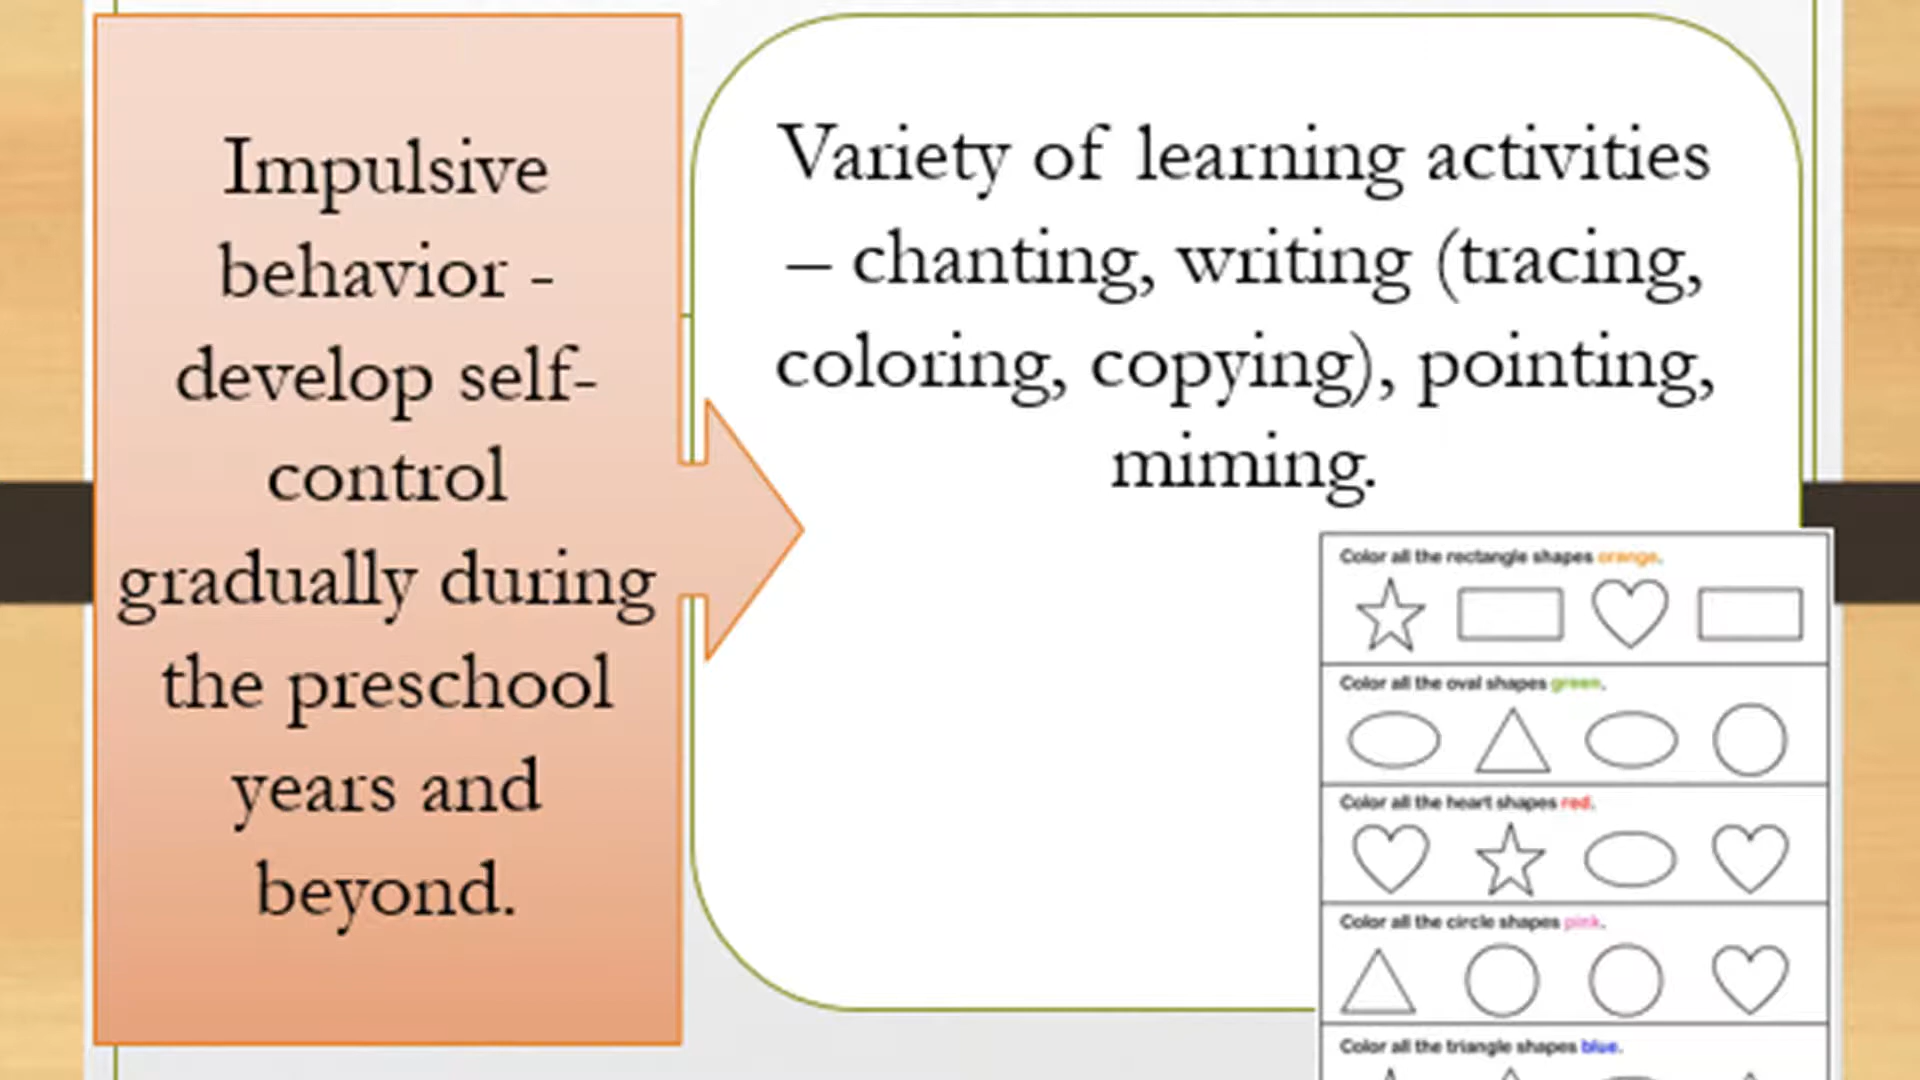 Impulsive
behavior -
develop self-
control
gradually during
the preschool
years and
beyond.
Variety of learning activities
– chanting, writing (tracing,
coloring, copying), pointing,
miming.
Color all the rectangle shapes orange.
Color all the oval shapes green.
Color all the heart shapes red.
Color all the circle shapes pink.
Color all the triangle shapes blue.